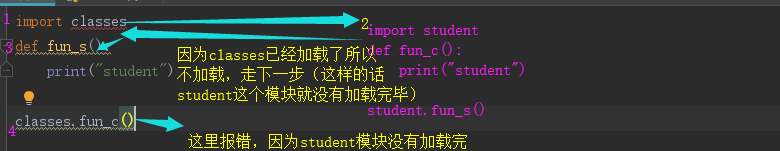 1 import classes
2
import student
3 def fun_s():
def fun_c():
print("student")
print("student")
因为classes已经加载了所以
不加载，走下一步（这样的话
student这个模块就没有加载完毕）
student.fun_s()
4 classes.fun_c()
这里报错，因为student模块没有加载完